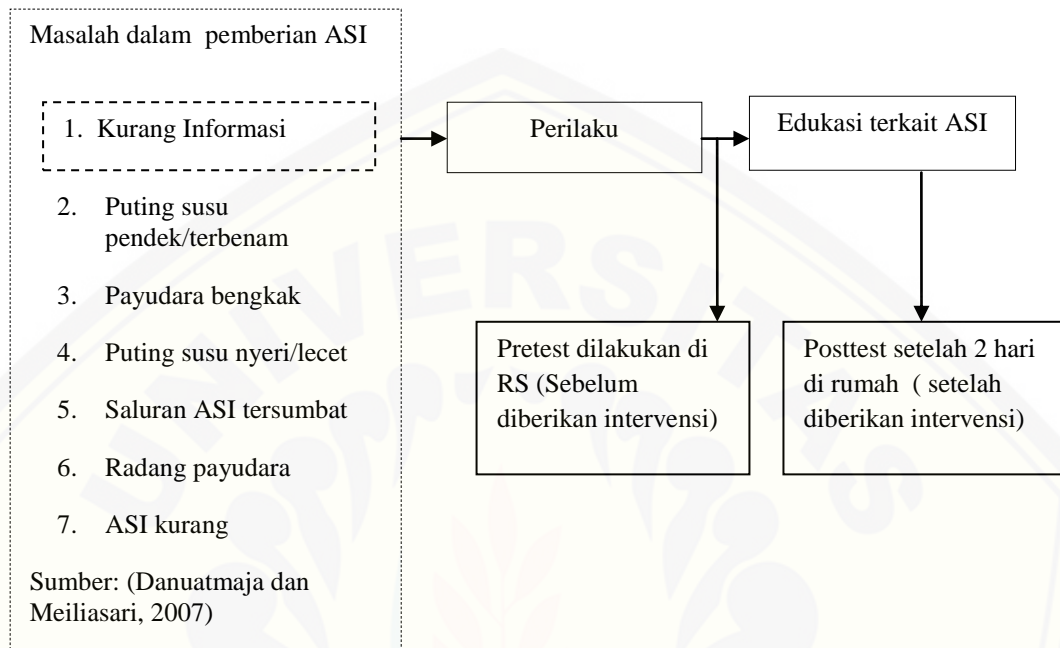 Masalah dalam pemberian ASI
1. Kurang Informasi
2. Puting susu
pendek/terbenam
3. Payudara bengkak
4. Puting susu nyeri/lecet
5. Saluran ASI tersumbat
6. Radang payudara
7. ASI kurang
Sumber: (Danuatmaja dan
Meiliasari, 2007)
Perilaku
Edukasi terkait ASI
Pretest dilakukan di
RS (Sebelum
diberikan intervensi)
Posttest setelah 2 hari
di rumah ( setelah
diberikan intervensi)
UNIVERSITAS